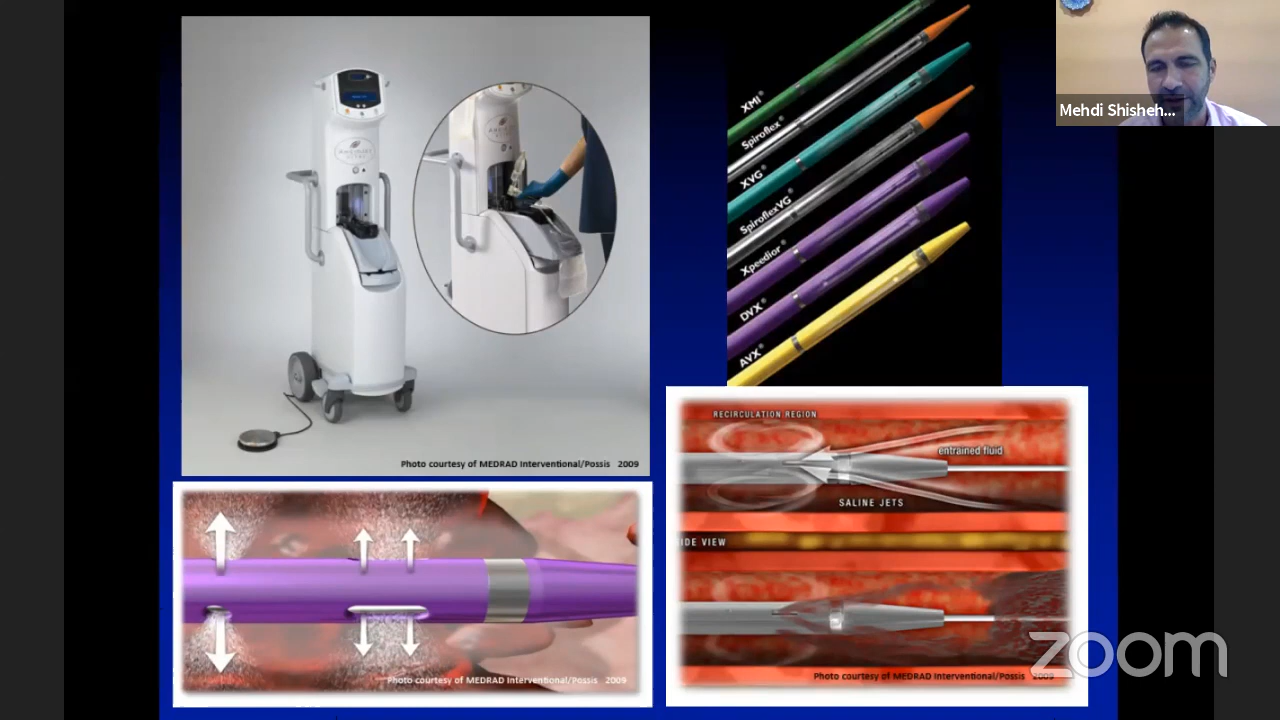 Mehdi Shisheh...
XMI®
Spiroflex®
XVG®
SpiroflexVG®
Xpeedior®
DVX®
AVX®
Photo courtesy of MEDRAD Interventional/Possis 2009
RECIRCULATION REGION
entrained fluid
SALINE JETS
IDE VIEW
Photo courtesy of MEDRAD Interventional/Possis 2009
Photo courtesy of MEDRAD Interventional/Possis 2009
zoom